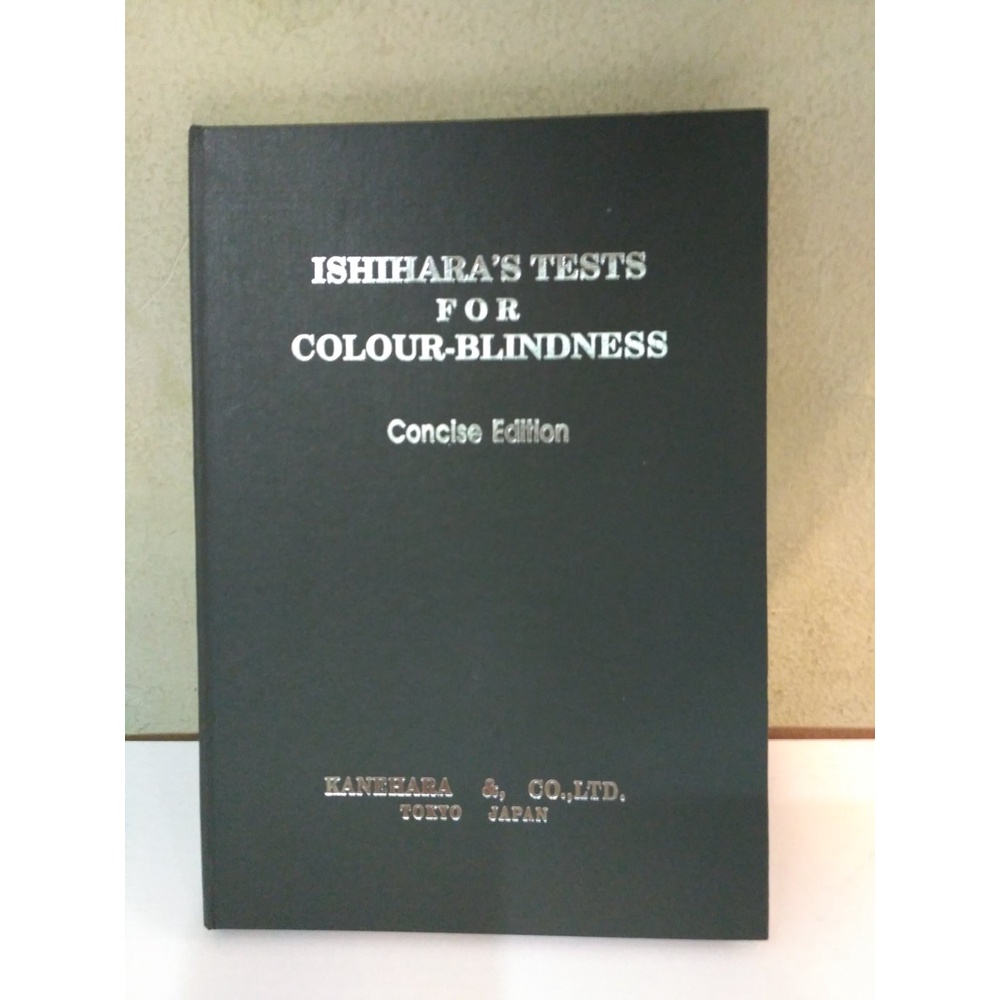 ISHIHARA'S TESTS
FOR
COLOUR-BLINDNESS
Concise Edition
KANEHARA &, CO.,LTD.
TOKYO JAPAN